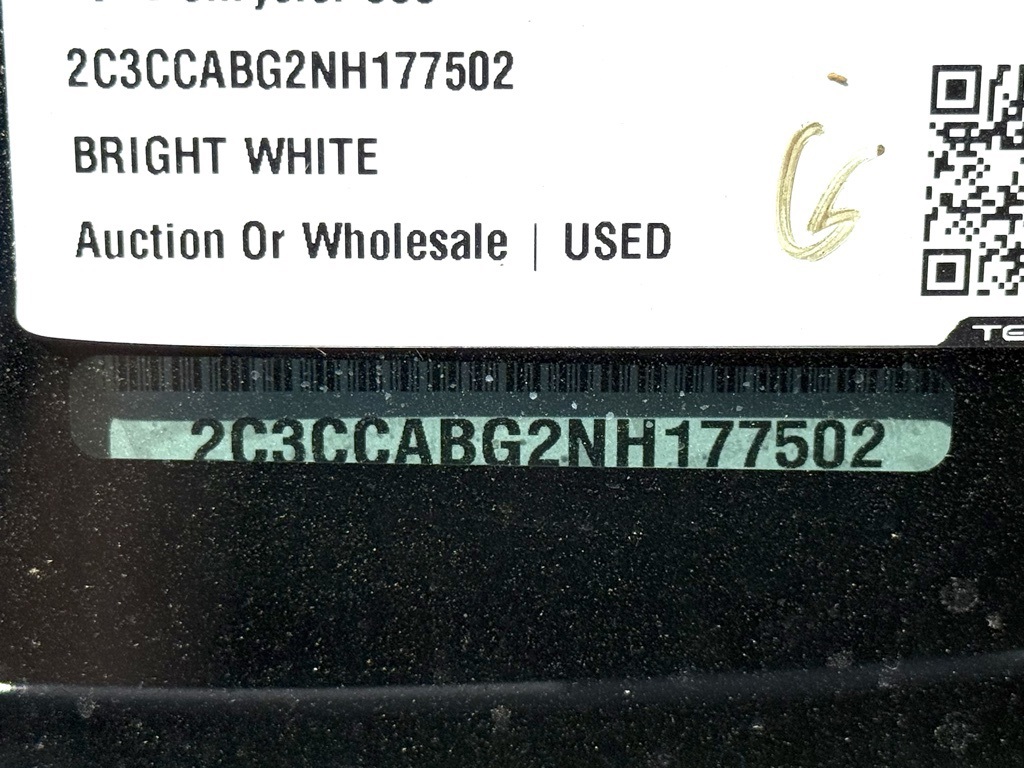 2C3CCABG2NH177502
BRIGHT WHITE
Auction Or Wholesale | USED
G
2C3CCABG2NH177502